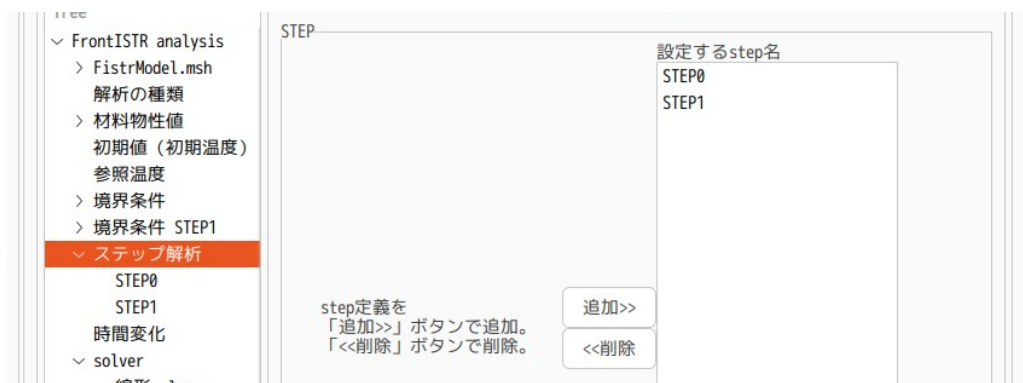 Tree
FrontISTR analysis
FistrModel.msh
解析の種類
材料物性値
初期値（初期温度）
参照温度
境界条件
境界条件 STEP1
ステップ解析
STEP0
STEP1
時間変化
solver
STEP
設定するstep名
STEP0
STEP1
step定義を
「追加>>」ボタンで追加。
「<<削除」ボタンで削除。
追加>>
<<削除